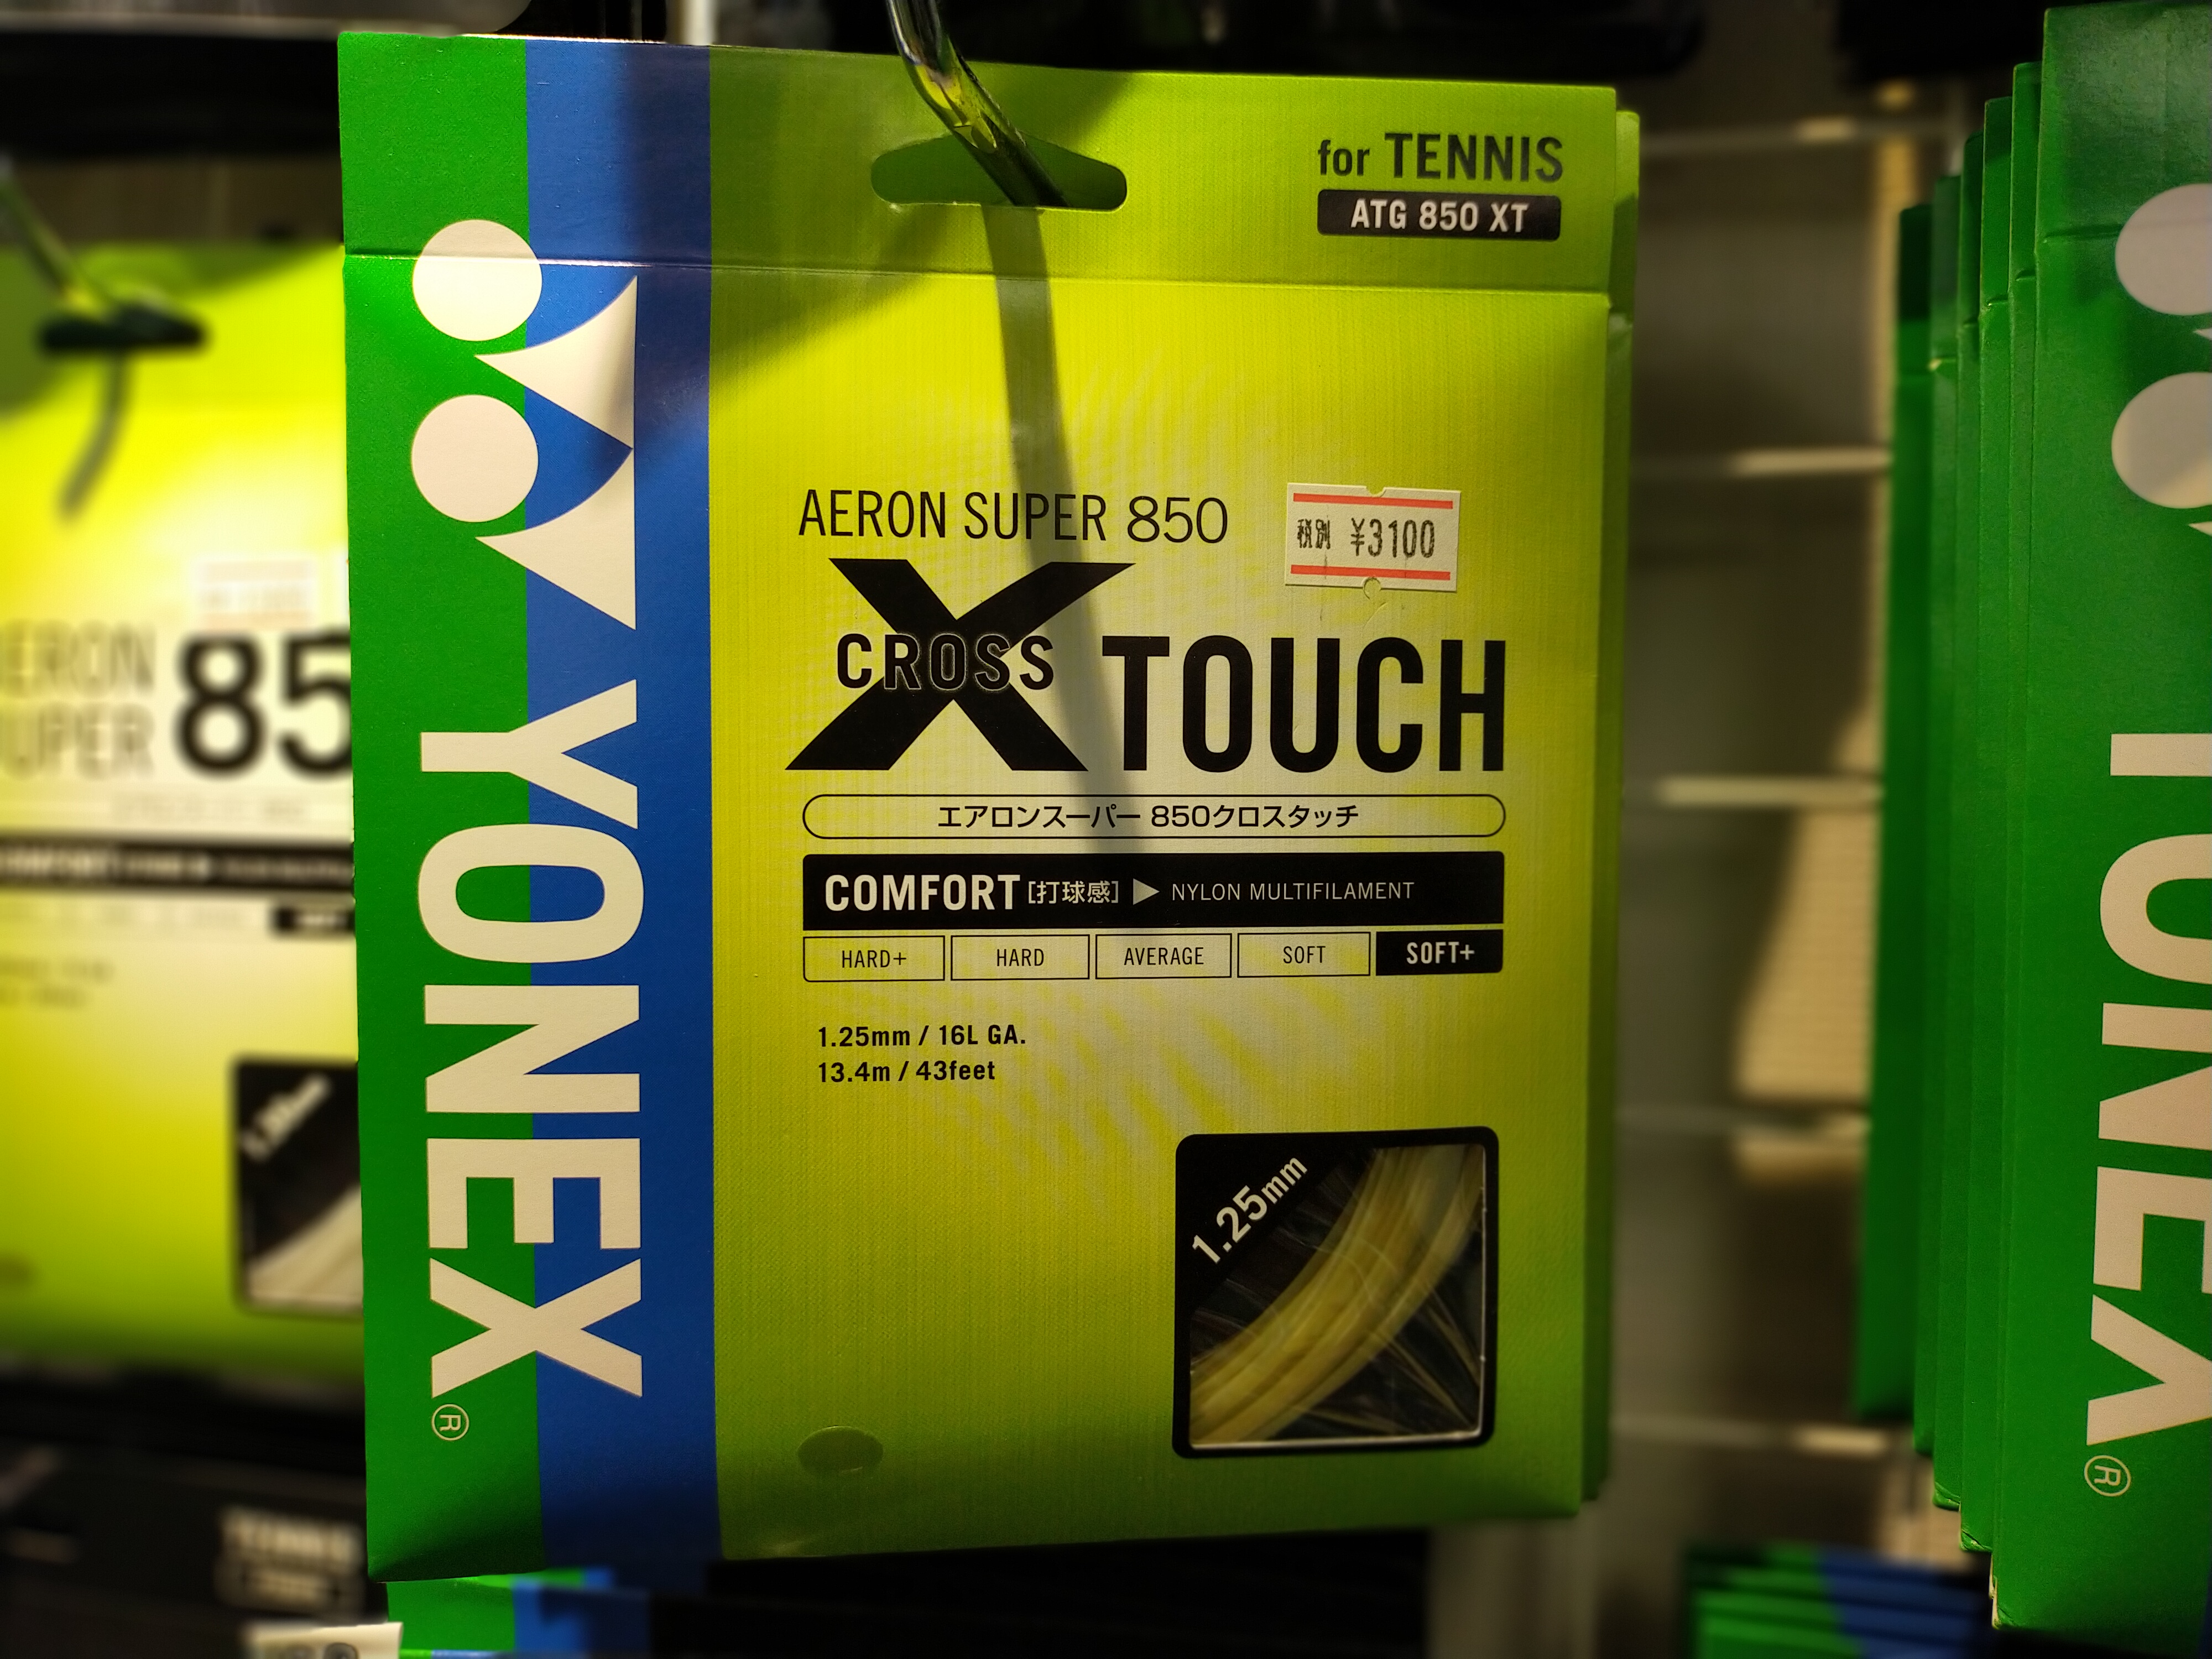 for TENNIS
ATG 850 XT
AERON SUPER 850
税別 ¥3100
X
CROSS
TOUCH
エアロンスーパー 850クロスタッチ
COMFORT [打球感] ▶ NYLON MULTIFILAMENT
HARD+ HARD AVERAGE SOFT SOFT+
1.25mm / 16L GA.
13.4m / 43feet
1.25mm
YONEX®
85